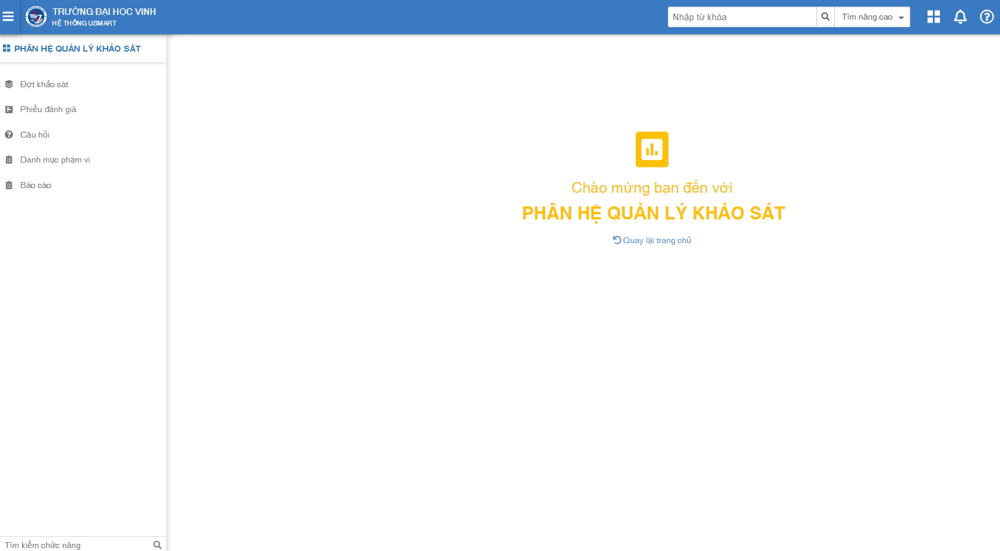 TRƯỜNG ĐẠI HỌC VINH
HỆ THỐNG USMART
Nhập từ khóa
Tìm nâng cao
PHÂN HỆ QUẢN LÝ KHẢO SÁT
Đợt khảo sát
Phiếu đánh giá
Câu hỏi
Danh mục phạm vi
Báo cáo
Chào mừng bạn đến với
PHÂN HỆ QUẢN LÝ KHẢO SÁT
Quay lại trang chủ
Tìm kiếm chức năng